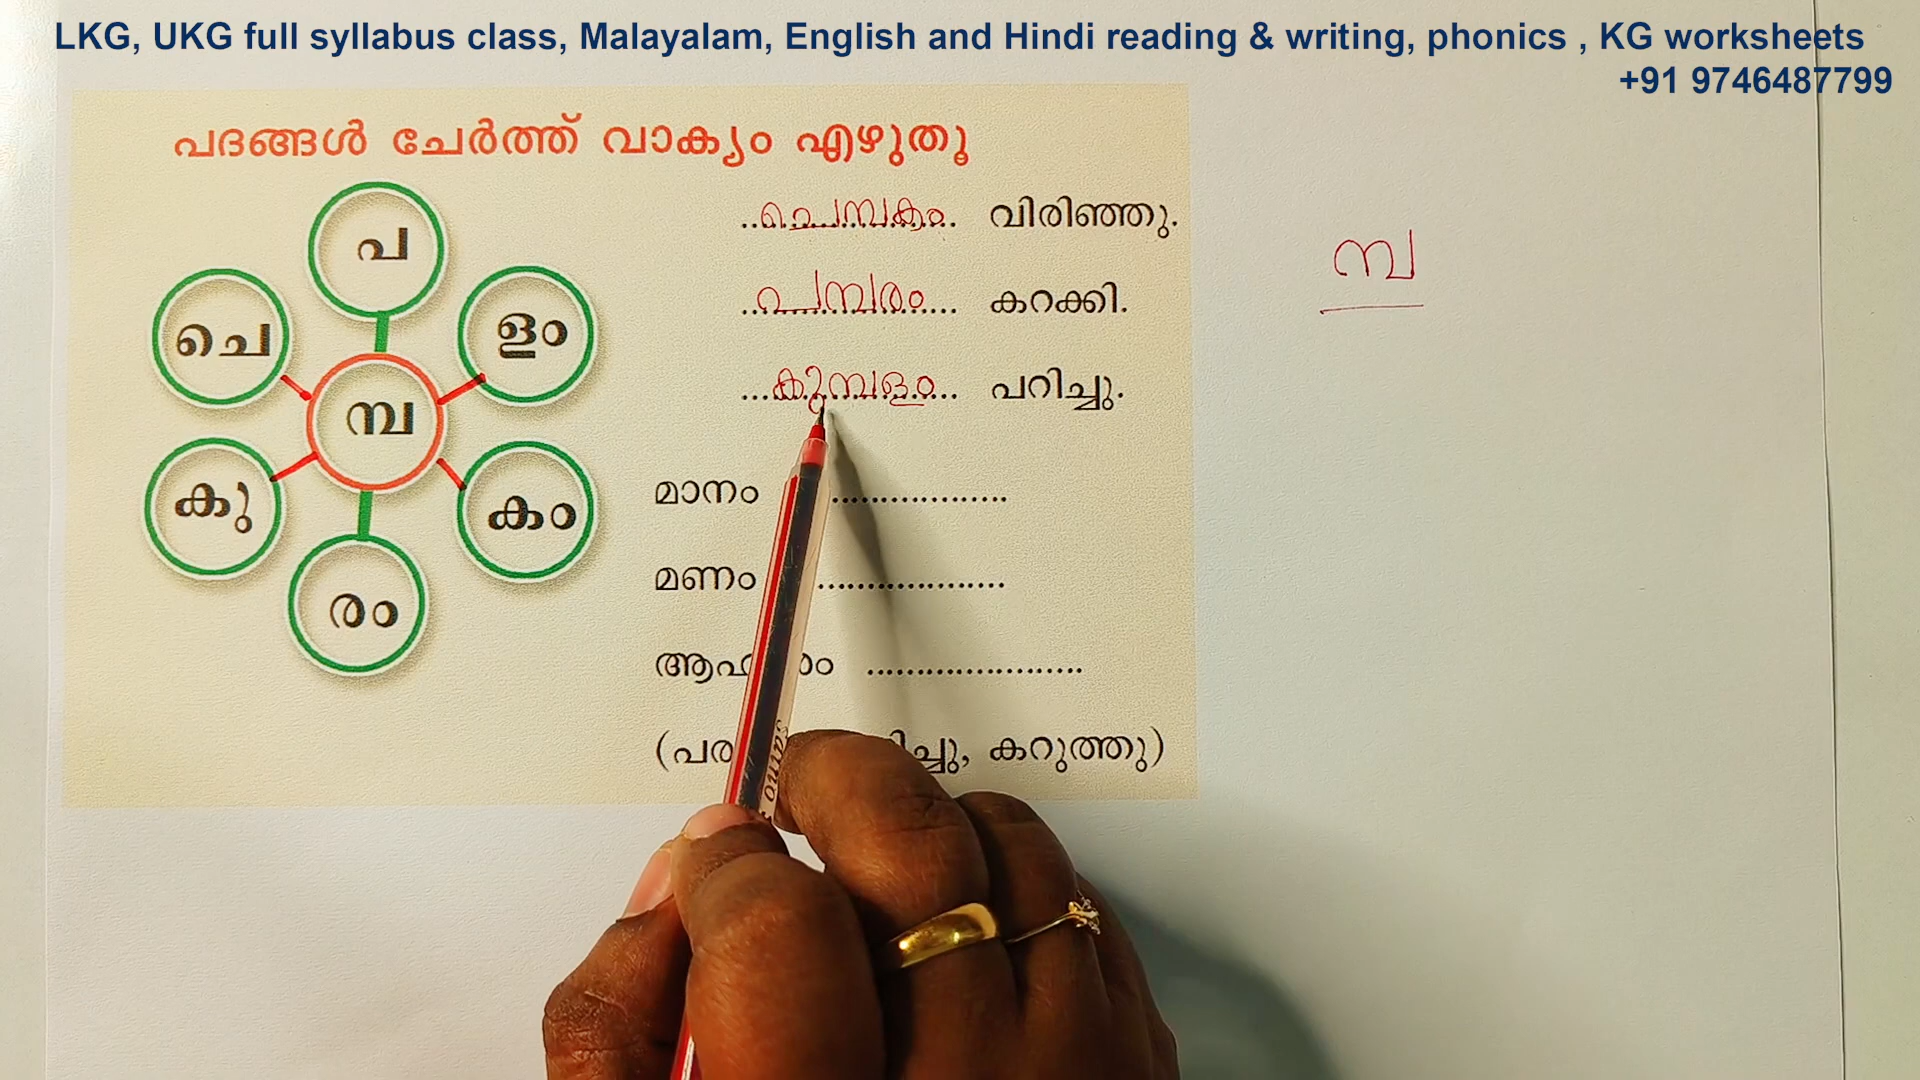 LKG, UKG full syllabus class, Malayalam, English and Hindi reading & writing, phonics , KG worksheets
+91 9746487799
പദങ്ങൾ ചേർത്ത് വാക്യം എഴുതൂ
ചെമ്പകം വിരിഞ്ഞു.
മ്പ
പമ്പരം കറക്കി.
കുമ്പളം പറിച്ചു.
പ
ചെ
ളം
മ്പ
കു
കം
രം
മാനം ..................
മണം ...................
......................
കറുത്തു)